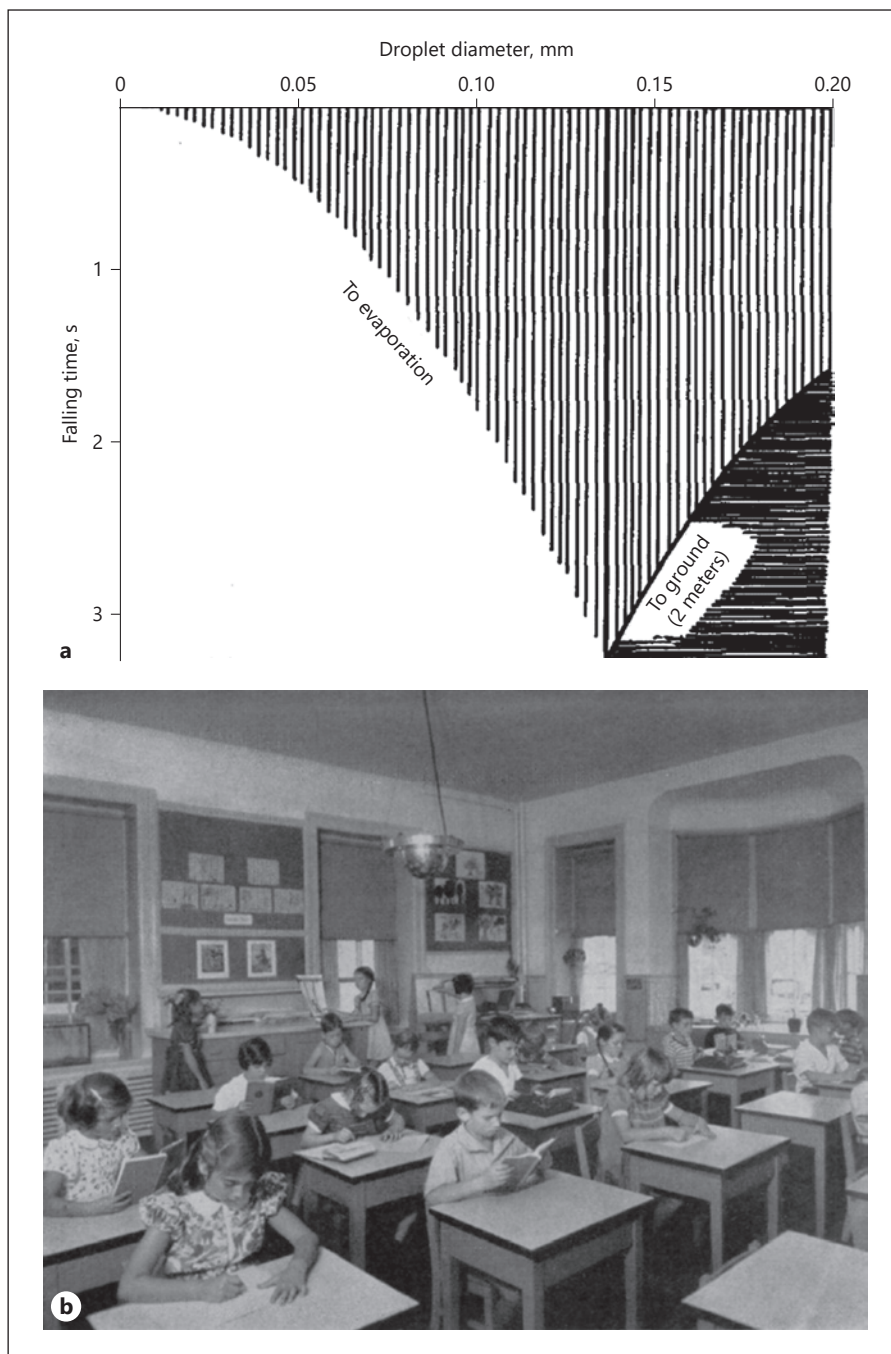 Droplet diameter, mm
0 0.05 0.10 0.15 0.20
1
2
3
Falling time, s
To evaporation
To ground
(2 meters)
a
b